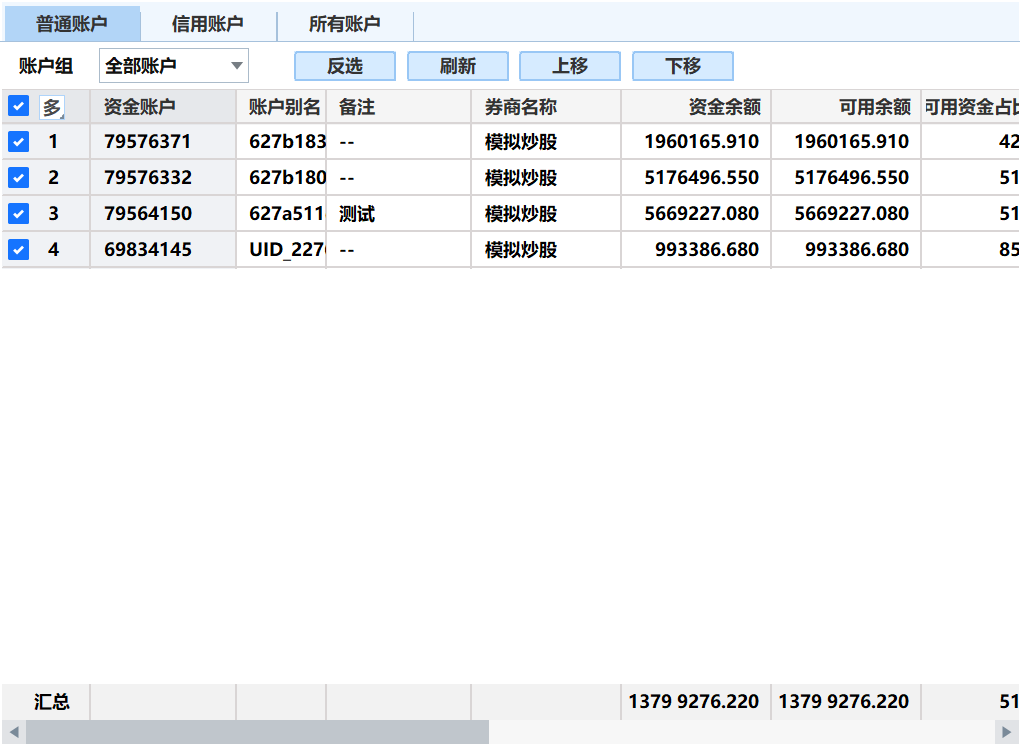 普通账户 信用账户 所有账户
账户组 全部账户 反选 刷新 上移 下移
多 资金账户 账户别名 备注 券商名称 资金余额 可用余额 可用资金占比
1 79576371 627b183 -- 模拟炒股 1960165.910 1960165.910 42
2 79576332 627b180 -- 模拟炒股 5176496.550 5176496.550 51
3 79564150 627a511 测试 模拟炒股 5669227.080 5669227.080 51
4 69834145 UID_227 -- 模拟炒股 993386.680 993386.680 85
汇总 1379 9276.220 1379 9276.220 51